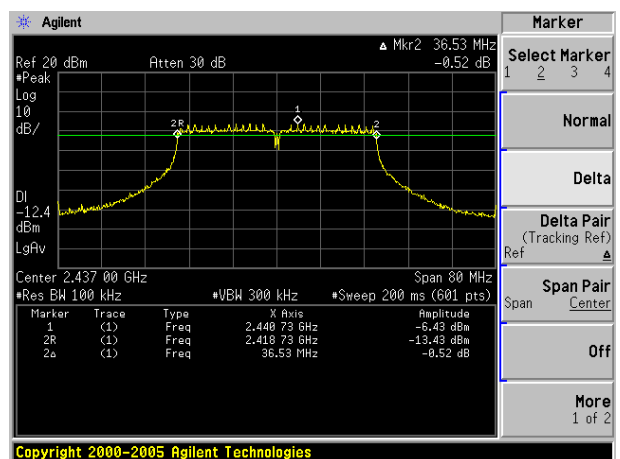 Agilent
Marker
▵ Mkr2 36.53 MHz
Ref 20 dBm Atten 30 dB -0.52 dB
#Peak
Log
10
dB/
1
2R
2
DI
-12.4
dBm
LgAv
Center 2.437 00 GHz Span 80 MHz
#Res BW 100 kHz #VBW 300 kHz #Sweep 200 ms (601 pts)
Marker Trace Type X Axis Amplitude
1 (1) Freq 2.440 73 GHz -6.43 dBm
2R (1) Freq 2.418 73 GHz -13.43 dBm
2▵ (1) Freq 36.53 MHz -0.52 dB
Select Marker
1 2 3 4
Normal
Delta
Delta Pair
(Tracking Ref)
Ref ▵
Span Pair
Span Center
Off
More
1 of 2
Copyright 2000-2005 Agilent Technologies